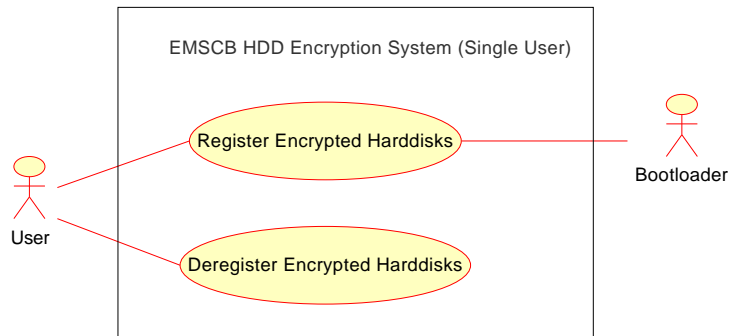 EMSCB HDD Encryption System (Single User)
Register Encrypted Harddisks
Bootloader
User
Deregister Encrypted Harddisks